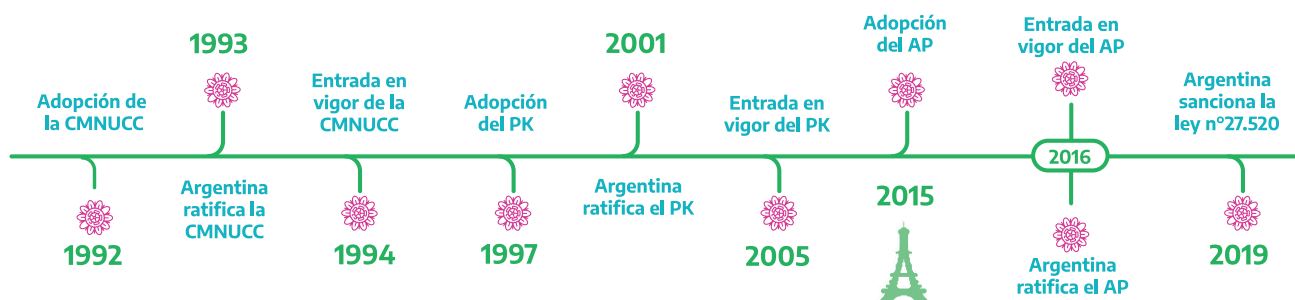 1992
Adopción de
la CMNUCC
1993
Argentina
ratifica la
CMNUCC
Entrada en
vigor de la
CMNUCC
1994
Adopción
del PK
1997
2001
Argentina
ratifica el PK
Entrada en
vigor del PK
2005
Adopción
del AP
2015
Entrada en
vigor del AP
2016
Argentina
ratifica el AP
Argentina
sanciona la
ley n°27.520
2019